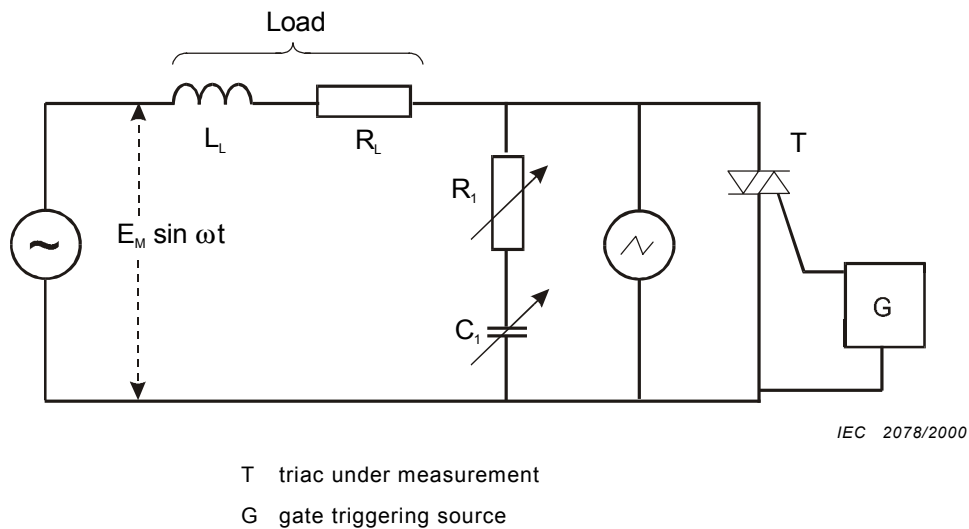 Load
L_L
R_L
T
R_1
E_M sin ωt
~
G
C_1
IEC 2078/2000
T triac under measurement
G gate triggering source